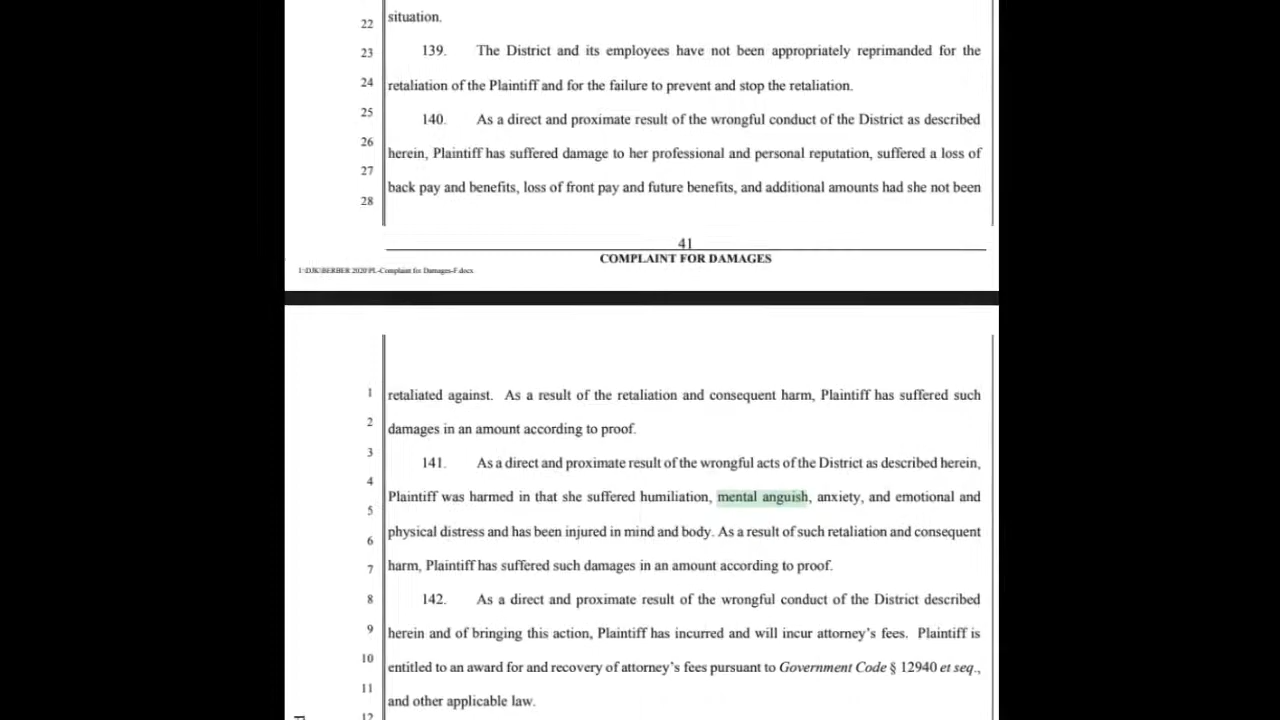 22 situation.
23 139. The District and its employees have not been appropriately reprimanded for the
24 retaliation of the Plaintiff and for the failure to prevent and stop the retaliation.
25 140. As a direct and proximate result of the wrongful conduct of the District as described
26 herein, Plaintiff has suffered damage to her professional and personal reputation, suffered a loss of
27 back pay and benefits, loss of front pay and future benefits, and additional amounts had she not been
28
41
COMPLAINT FOR DAMAGES
I:\DJK\BERBER 2020\PL-Complaint for Damages-F.docx
1 retaliated against. As a result of the retaliation and consequent harm, Plaintiff has suffered such
2 damages in an amount according to proof.
3 141. As a direct and proximate result of the wrongful acts of the District as described herein,
4 Plaintiff was harmed in that she suffered humiliation, mental anguish, anxiety, and emotional and
5 physical distress and has been injured in mind and body. As a result of such retaliation and consequent
6
7 harm, Plaintiff has suffered such damages in an amount according to proof.
8 142. As a direct and proximate result of the wrongful conduct of the District described
9 herein and of bringing this action, Plaintiff has incurred and will incur attorney's fees. Plaintiff is
10 entitled to an award for and recovery of attorney's fees pursuant to Government Code § 12940 et seq.,
11 and other applicable law.
12